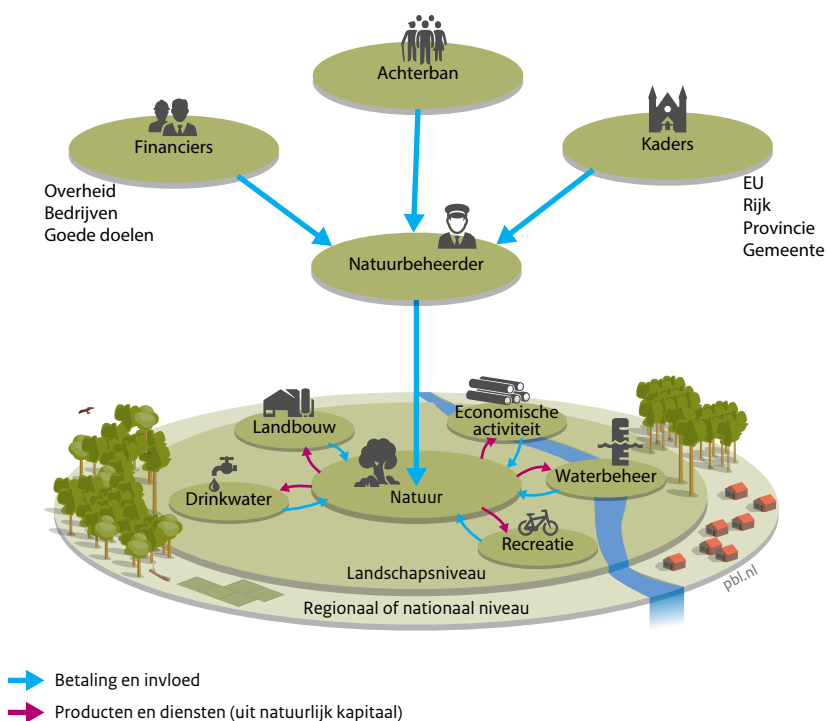 Achterban
Financiers
Kaders
Overheid
Bedrijven
Goede doelen
EU
Rijk
Provincie
Gemeente
Natuurbeheerder
Landbouw
Economische
activiteit
Drinkwater
Natuur
Waterbeheer
Recreatie
Landschapsniveau
Regionaal of nationaal niveau
pbl.nl
Betaling en invloed
Producten en diensten (uit natuurlijk kapitaal)